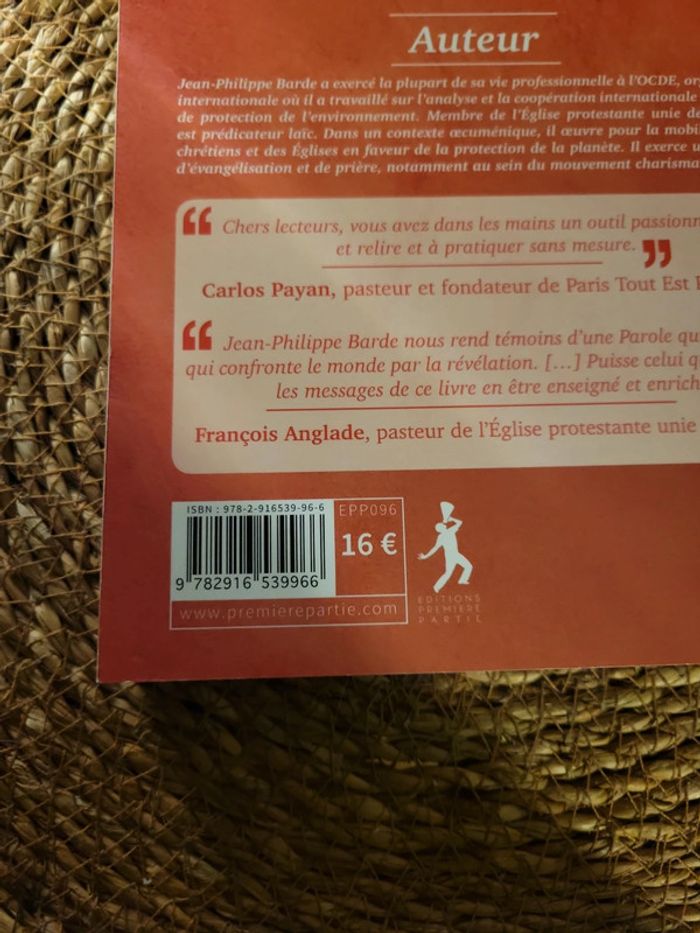 Auteur
Jean-Philippe Barde a exercé la plupart de sa vie professionnelle à l'OCDE,
internationale où il a travaillé sur l'analyse et la coopération internationale
de protection de l'environnement. Membre de l'Église protestante unie
est prédicateur laïc. Dans un contexte œcuménique, il œuvre pour la
chrétiens et des Églises en faveur de la protection de la planète. Il exerce
d'évangélisation et de prière, notamment au sein du mouvement
“ Chers lecteurs, vous avez dans les mains un outil
et relire et à pratiquer sans mesure. ”
Carlos Payan, pasteur et fondateur de Paris Tout Est
“ Jean-Philippe Barde nous rend témoins d'une Parole
qui confronte le monde par la révélation. […] Puisse celui
les messages de ce livre en être enseigné et
François Anglade, pasteur de l'Église protestante unie
ISBN : 978-2-916539-96-6
EPP096
16 €
9 782916 539966
www.premierepartie.com
EDITIONS
PREMIERE
PARTIE